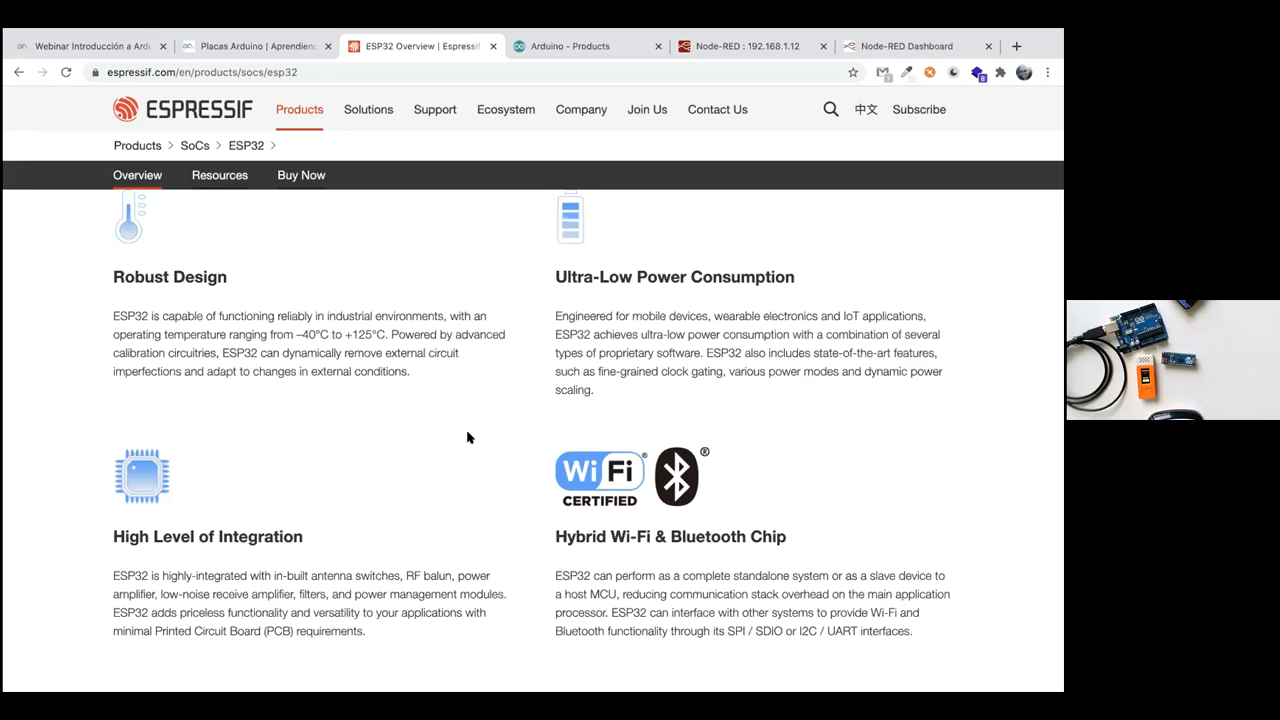 Webinar Introducción a Ardu
Placas Arduino | Aprendien
ESP32 Overview | Espressif
Arduino - Products
Node-RED : 192.168.1.12
Node-RED Dashboard
espressif.com/en/products/socs/esp32
ESPRESSIF
Products
Solutions
Support
Ecosystem
Company
Join Us
Contact Us
中文
Subscribe
Products > SoCs > ESP32 >
Overview
Resources
Buy Now
Robust Design
ESP32 is capable of functioning reliably in industrial environments, with an
operating temperature ranging from –40°C to +125°C. Powered by advanced
calibration circuitries, ESP32 can dynamically remove external circuit
imperfections and adapt to changes in external conditions.
Ultra-Low Power Consumption
Engineered for mobile devices, wearable electronics and IoT applications,
ESP32 achieves ultra-low power consumption with a combination of several
types of proprietary software. ESP32 also includes state-of-the-art features,
such as fine-grained clock gating, various power modes and dynamic power
scaling.
High Level of Integration
ESP32 is highly-integrated with in-built antenna switches, RF balun, power
amplifier, low-noise receive amplifier, filters, and power management modules.
ESP32 adds priceless functionality and versatility to your applications with
minimal Printed Circuit Board (PCB) requirements.
Wi Fi ®
CERTIFIED
®
Hybrid Wi-Fi & Bluetooth Chip
ESP32 can perform as a complete standalone system or as a slave device to
a host MCU, reducing communication stack overhead on the main application
processor. ESP32 can interface with other systems to provide Wi-Fi and
Bluetooth functionality through its SPI / SDIO or I2C / UART interfaces.